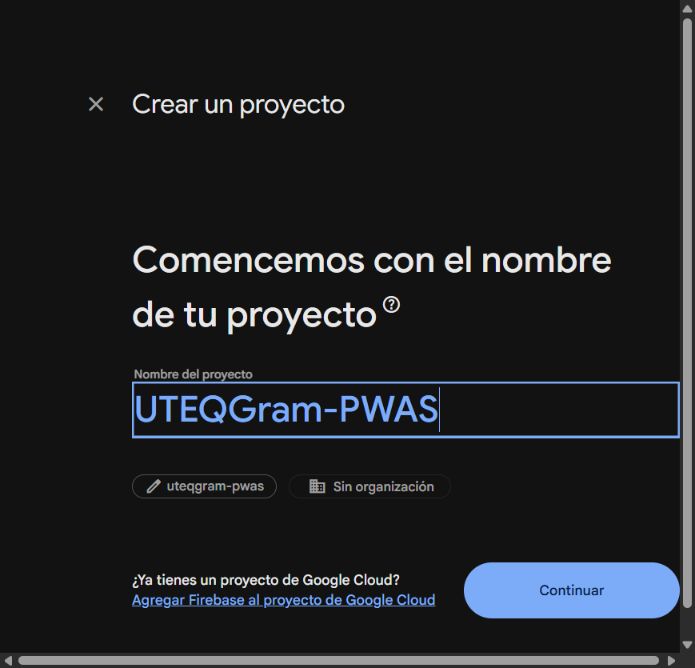 Crear un proyecto
Comencemos con el nombre
de tu proyecto
Nombre del proyecto
UTEQGram-PWAS
uteqgram-pwas
Sin organización
¿Ya tienes un proyecto de Google Cloud?
Agregar Firebase al proyecto de Google Cloud
Continuar